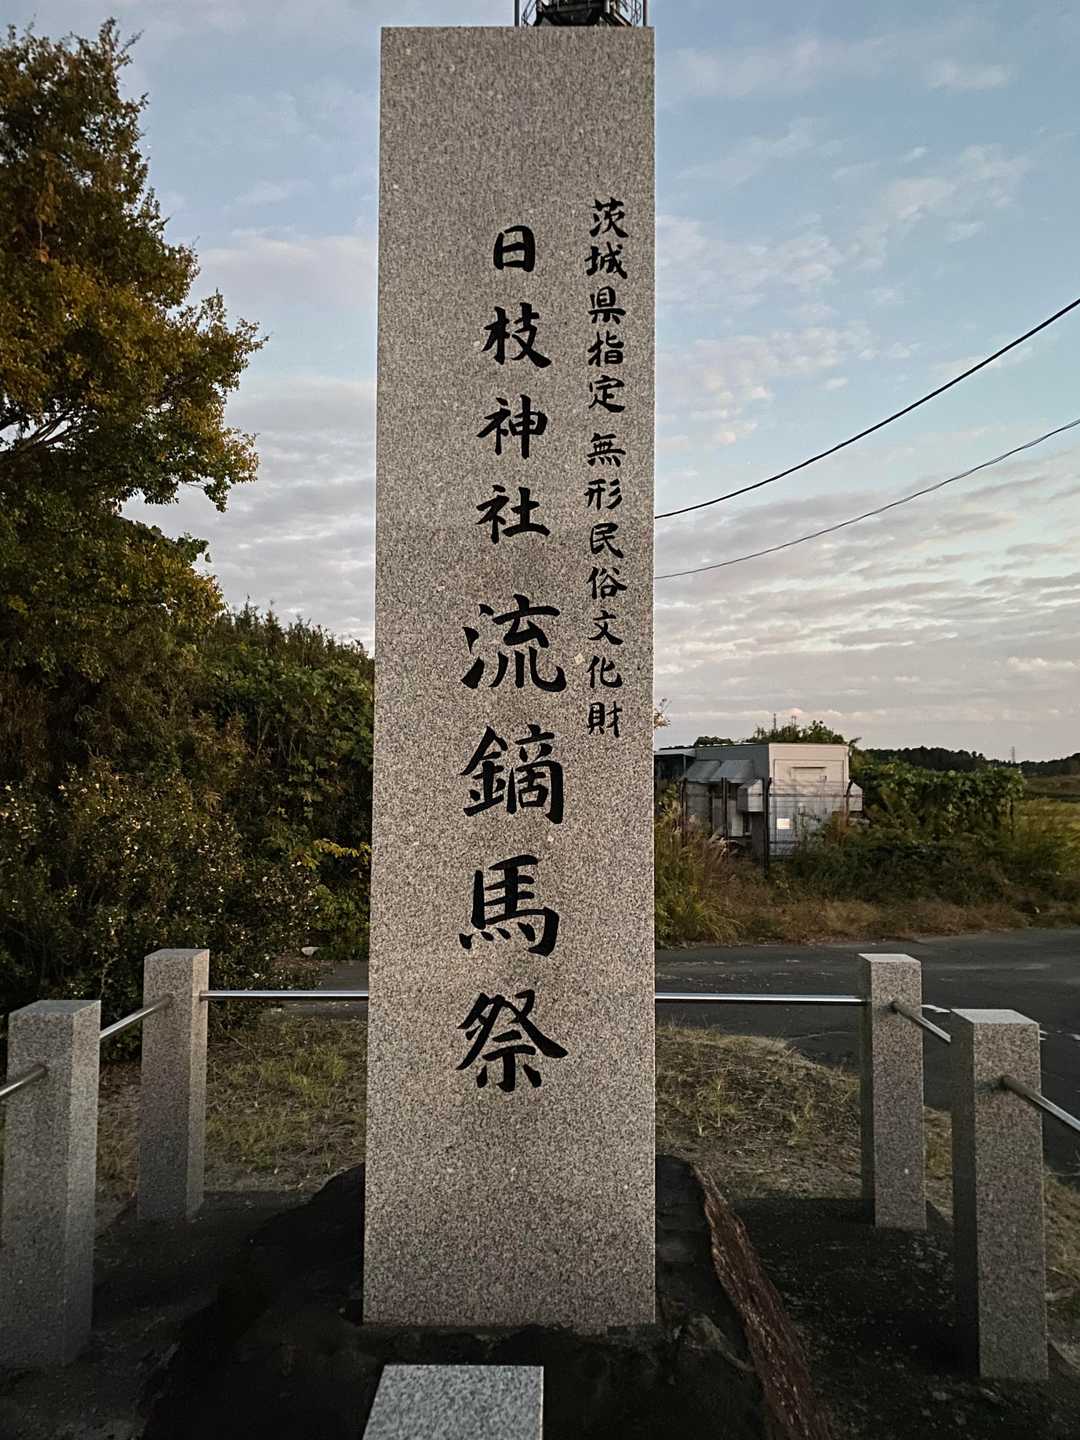 茨城県指定 無形民俗文化財
日枝神社流鏑馬祭